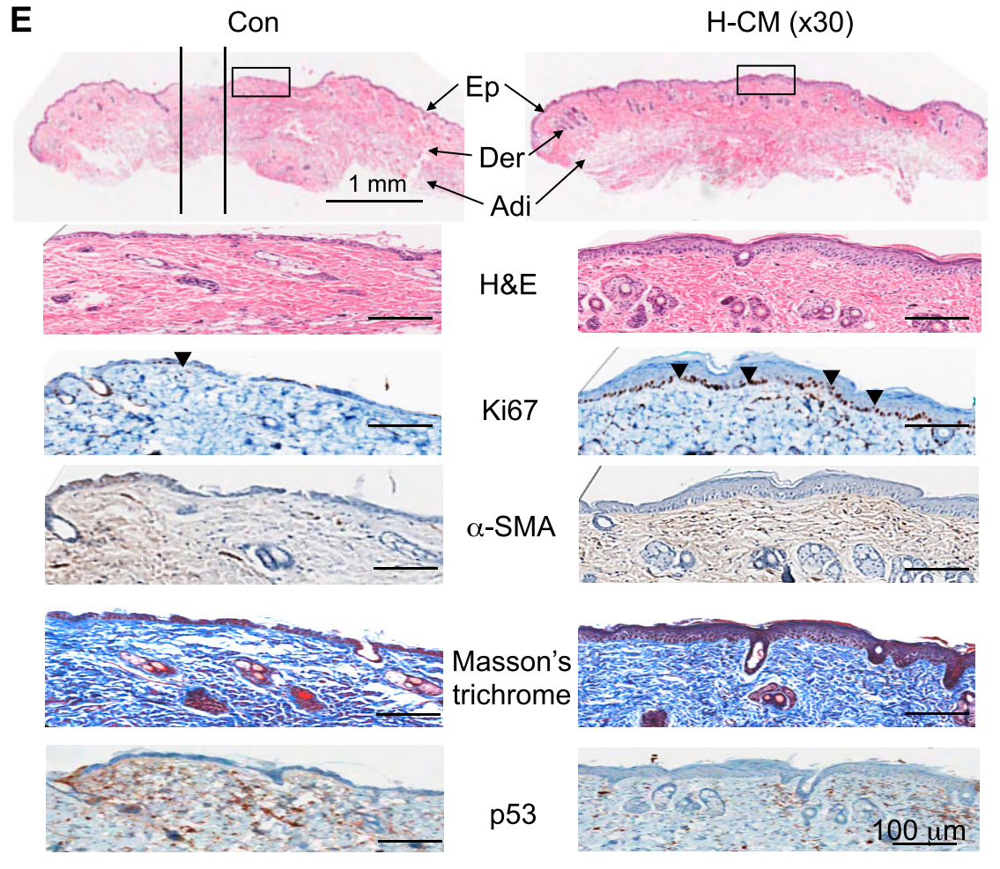 E
Con
H-CM (x30)
Ep
Der
1 mm
Adi
H&E
Ki67
α-SMA
Masson’s
trichrome
p53
100 μm